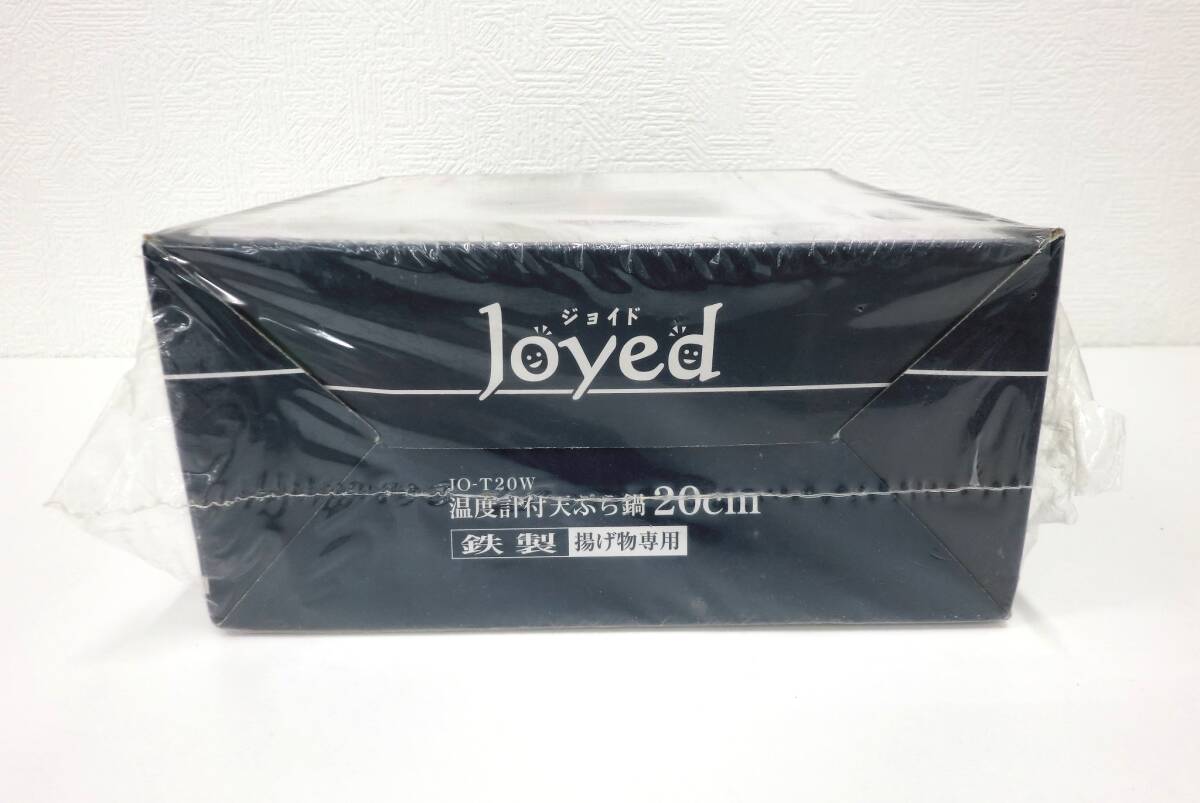 ジョイド
Joyed
JO-T20W
温度計付天ぷら鍋 20cm
鉄製 揚げ物専用